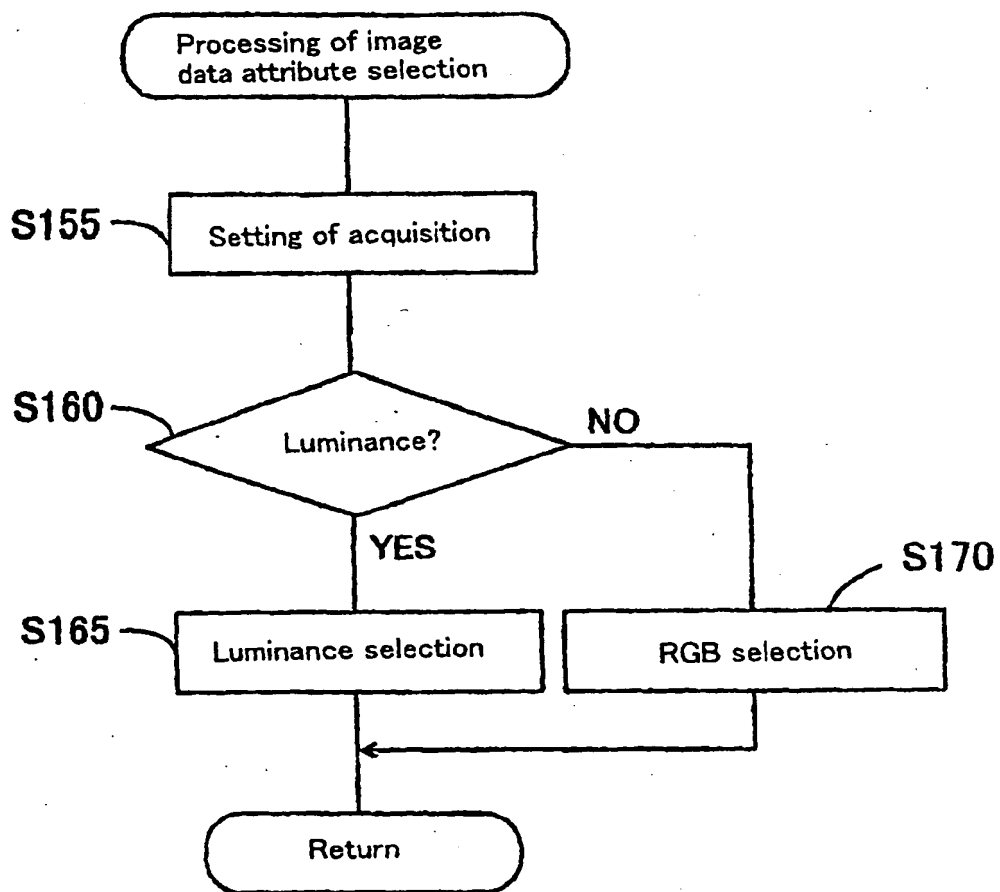 Processing of image
data attribute selection
S155
Setting of acquisition
S160
Luminance?
NO
YES
S170
S165
Luminance selection
RGB selection
Return